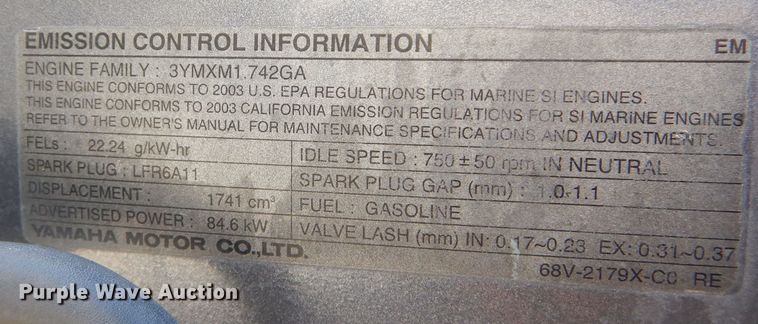 EMISSION CONTROL INFORMATION EM
ENGINE FAMILY : 3YMXM1.742GA
THIS ENGINE CONFORMS TO 2003 U.S. EPA REGULATIONS FOR MARINE SI ENGINES.
THIS ENGINE CONFORMS TO 2003 CALIFORNIA EMISSION REGULATIONS FOR SI MARINE ENGINES
REFER TO THE OWNER'S MANUAL FOR MAINTENANCE SPECIFICATIONS AND ADJUSTMENTS.
FELs : 22.24 g/kW-hr
SPARK PLUG : LFR6A11
DISPLACEMENT : 1741 cm³
ADVERTISED POWER : 84.6 kW
YAMAHA MOTOR CO.,LTD.
IDLE SPEED : 750 ± 50 rpm IN NEUTRAL
SPARK PLUG GAP (mm) : 1.0-1.1
FUEL : GASOLINE
VALVE LASH (mm) IN: 0.17~0.23 EX: 0.31~0.37
68V-2179X-C0 RE
Purple Wave Auction